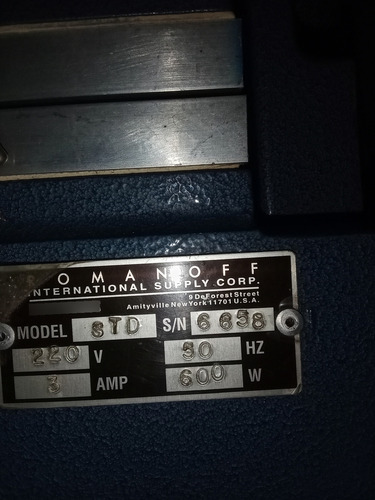 OMANOFF
INTERNATIONAL SUPPLY CORP.
9 DeForest Street
Amityville New York 11701 U.S.A.
MODEL STD S/N 6658
220 V 50 HZ
3 AMP 600 W